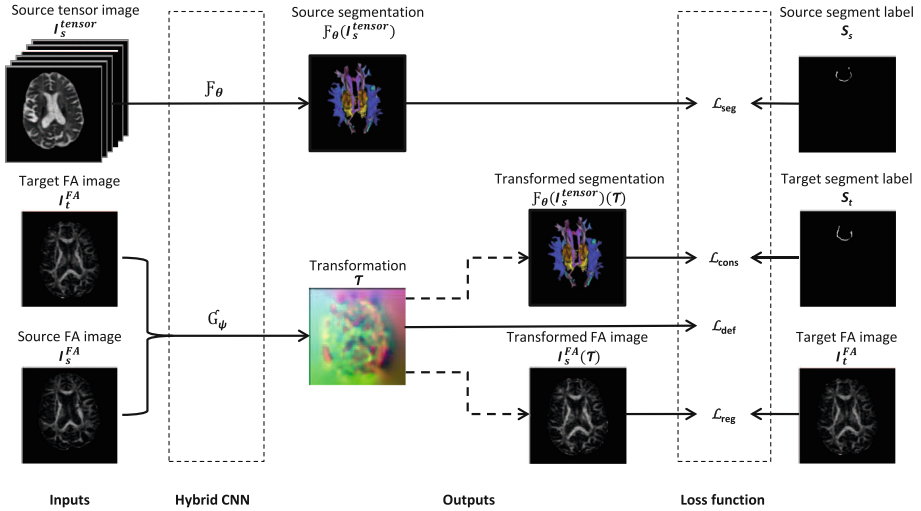 Source tensor image
I_s^{tensor}
Source segmentation
F_θ(I_s^{tensor})
Source segment label
S_s
F_θ
ℒ_seg
Target FA image
I_t^{FA}
Transformed segmentation
F_θ(I_s^{tensor})(𝒯)
Target segment label
S_t
Transformation
𝒯
ℒ_cons
Source FA image
I_s^{FA}
G_ψ
ℒ_def
Transformed FA image
I_s^{FA}(𝒯)
Target FA image
I_t^{FA}
ℒ_reg
Inputs
Hybrid CNN
Outputs
Loss function